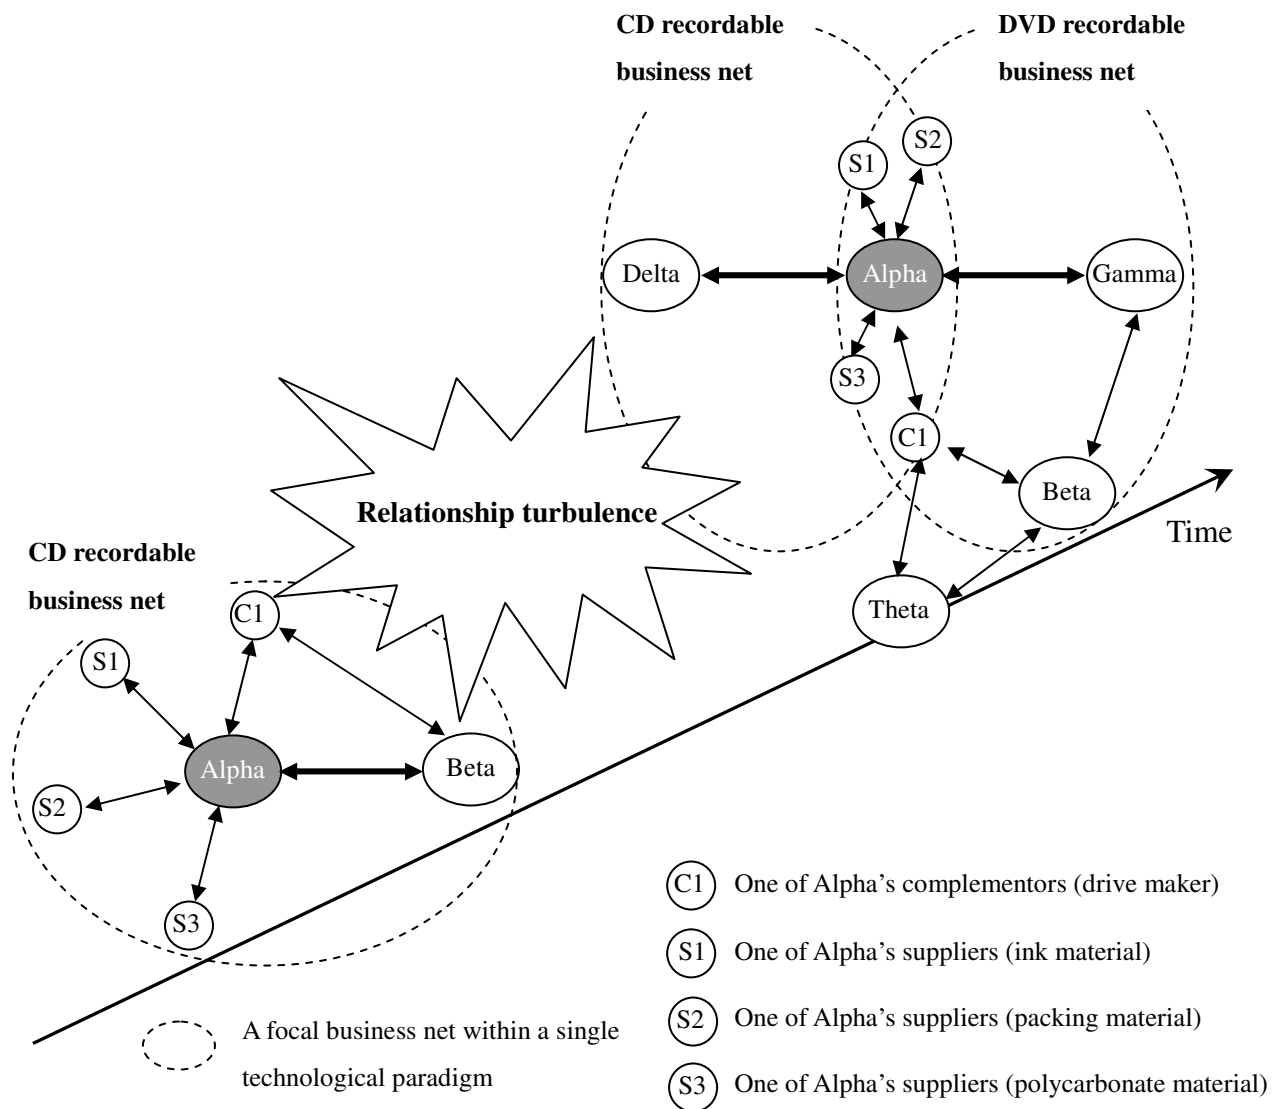 CD recordable
business net
DVD recordable
business net
S2
S1
Delta
Alpha
Gamma
S3
C1
Beta
Relationship turbulence
Time
CD recordable
business net
Theta
C1
S1
Alpha
Beta
S2
S3
C1 One of Alpha’s complementors (drive maker)
S1 One of Alpha’s suppliers (ink material)
S2 One of Alpha’s suppliers (packing material)
S3 One of Alpha’s suppliers (polycarbonate material)
A focal business net within a single
technological paradigm